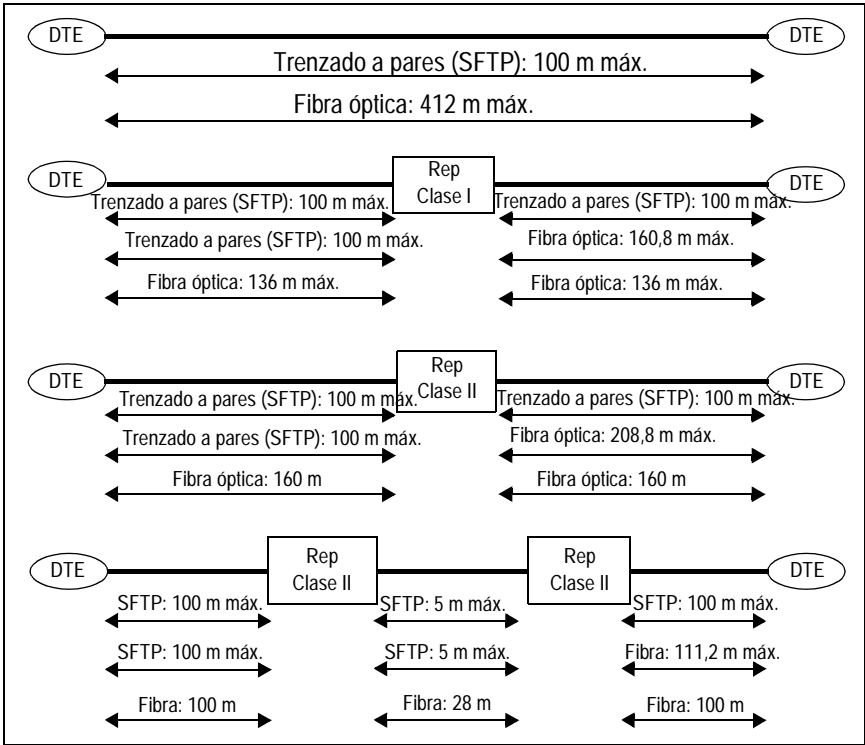 DTE DTE
Trenzado a pares (SFTP): 100 m máx.
Fibra óptica: 412 m máx.
DTE Rep Clase I DTE
Trenzado a pares (SFTP): 100 m máx. Trenzado a pares (SFTP): 100 m máx.
Trenzado a pares (SFTP): 100 m máx. Fibra óptica: 160,8 m máx.
Fibra óptica: 136 m máx. Fibra óptica: 136 m máx.
DTE Rep Clase II DTE
Trenzado a pares (SFTP): 100 m máx. Trenzado a pares (SFTP): 100 m máx.
Trenzado a pares (SFTP): 100 m máx. Fibra óptica: 208,8 m máx.
Fibra óptica: 160 m Fibra óptica: 160 m
DTE Rep Clase II Rep Clase II DTE
SFTP: 100 m máx. SFTP: 5 m máx. SFTP: 100 m máx.
SFTP: 100 m máx. SFTP: 5 m máx. Fibra: 111,2 m máx.
Fibra: 100 m Fibra: 28 m Fibra: 100 m